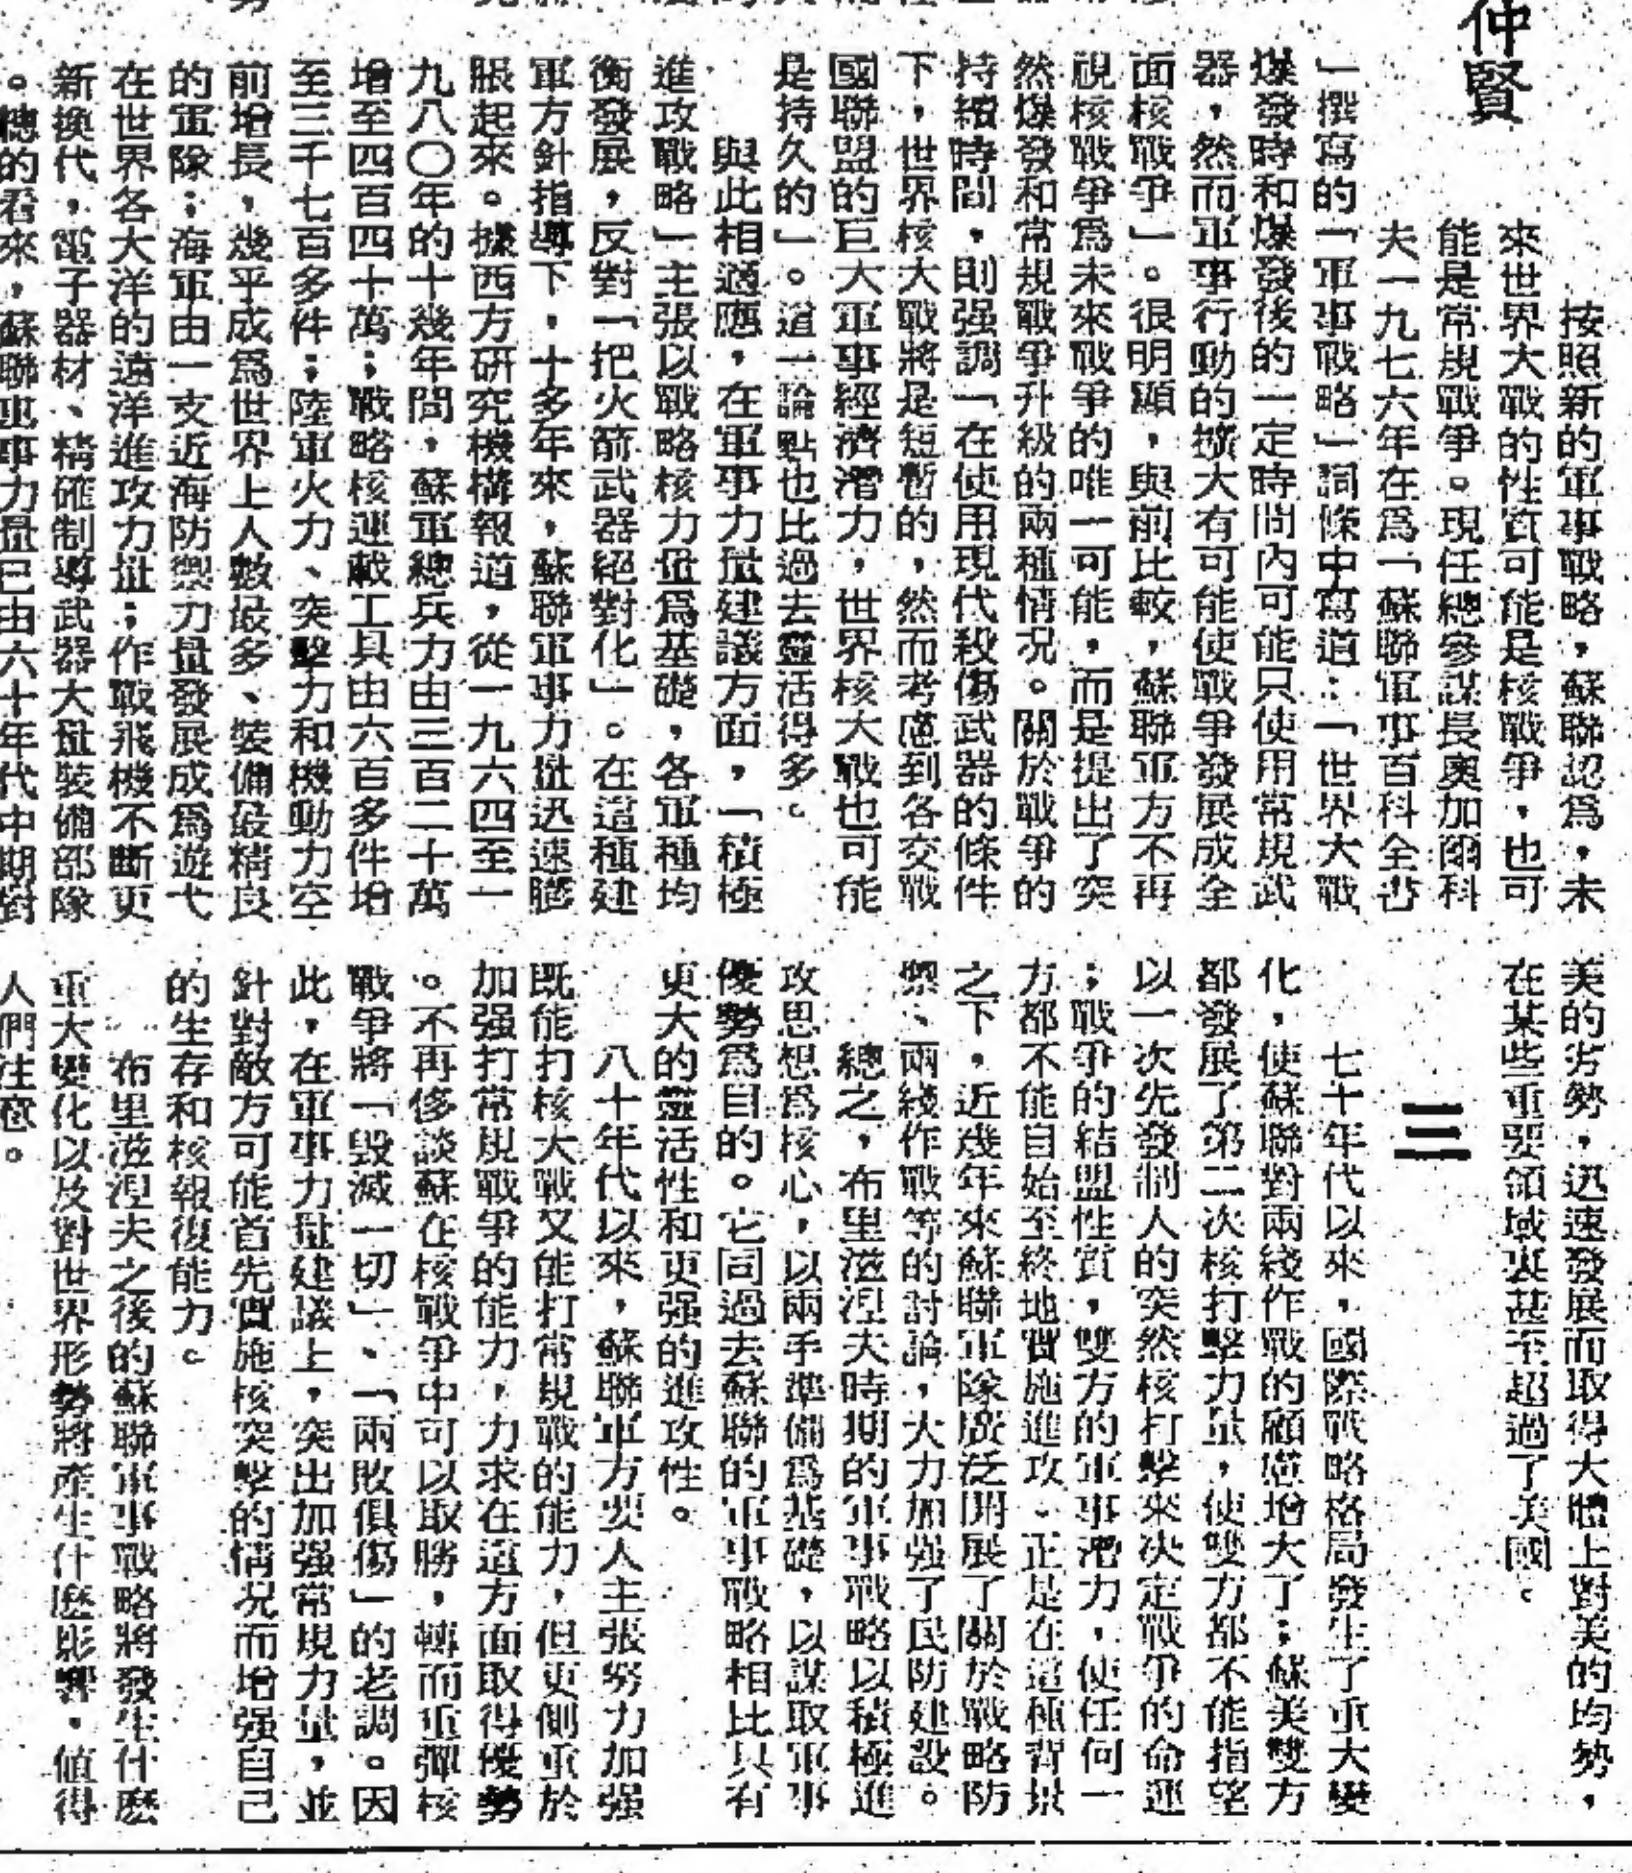 仲賢
按照新的軍事戰略，蘇聯認爲，未
來世界大戰的性質可能是核戰爭，也可
能是常規戰爭。現任總參謀長奧加爾科
夫一九七六年在爲「蘇聯軍事百科全書
」撰寫的「軍事戰略」詞條中寫道：「世界大戰
爆發時和爆發後的一定時間內可能只使用常規武
器，然而軍事行動的擴大有可能使戰爭發展成全
面核戰爭」。很明顯，與前比較，蘇聯軍方不再
視核戰爭爲未來戰爭的唯一可能，而是提出了突
然爆發和常規戰爭升級的兩種情况。關於戰爭的
持續時間，則强調「在使用現代殺傷武器的條件
下，世界核大戰將是短暫的，然而考慮到各交戰
國聯盟的巨大軍事經濟潛力，世界核大戰也可能
是持久的」。這一論點也比過去靈活得多。
與此相適應，在軍事力量建議方面，「積極
進攻戰略」主張以戰略核力量爲基礎，各軍種均
衡發展，反對「把火箭武器絕對化」。在這種建
軍方針指導下，十多年來，蘇聯軍事力量迅速膨
脹起來。據西方研究機構報道，從一九六四至一
九八〇年的十幾年間，蘇軍總兵力由三百二十萬
增至四百四十萬；戰略核運載工具由六百多件增
至三千七百多件；陸軍火力、突擊力和機動力空
前增長，幾乎成爲世界上人數最多、裝備最精良
的軍隊；海軍由一支近海防禦力量發展成爲遊弋
在世界各大洋的遠洋進攻力量；作戰飛機不斷更
新換代，電子器材、精確制導武器大量裝備部隊
。總的看來，蘇聯軍事力量已由六十年代中期對
美的劣勢，迅速發展而取得大體上對美的均勢，
在某些重要領域裏甚至超過了美國。
三
七十年代以來，國際戰略格局發生了重大變
化，使蘇聯對兩綫作戰的顧慮增大了；蘇美雙方
都發展了第二次核打擊力量，使雙方都不能指望
以一次先發制人的突然核打擊來决定戰爭的命運
；戰爭的結盟性質，雙方的軍事潛力，使任何一
方都不能自始至終地實施進攻。正是在這種背景
之下，近幾年來蘇聯軍隊廣泛開展了關於戰略防
禦、兩綫作戰等的討論，大力加强了民防建設。
總之，布里滋涅夫時期的軍事戰略以積極進
攻思想爲核心，以兩手準備爲基礎，以謀取軍事
優勢爲目的。它同過去蘇聯的軍事戰略相比具有
更大的靈活性和更强的進攻性。
八十年代以來，蘇聯軍方要人主張努力加强
既能打核大戰又能打常規戰的能力，但更側重於
加强打常規戰爭的能力，力求在這方面取得優勢
。不再侈談蘇在核戰爭中可以取勝，轉而重彈核
戰爭將「毀滅一切」、「兩敗俱傷」的老調。因
此，在軍事力量建議上，突出加强常規力量，並
針對敵方可能首先實施核突擊的情况而增强自己
的生存和核報復能力。
布里滋涅夫之後的蘇聯軍事戰略將發生什麽
重大變化以及對世界形勢將產生什麽影響，值得
人們注意。